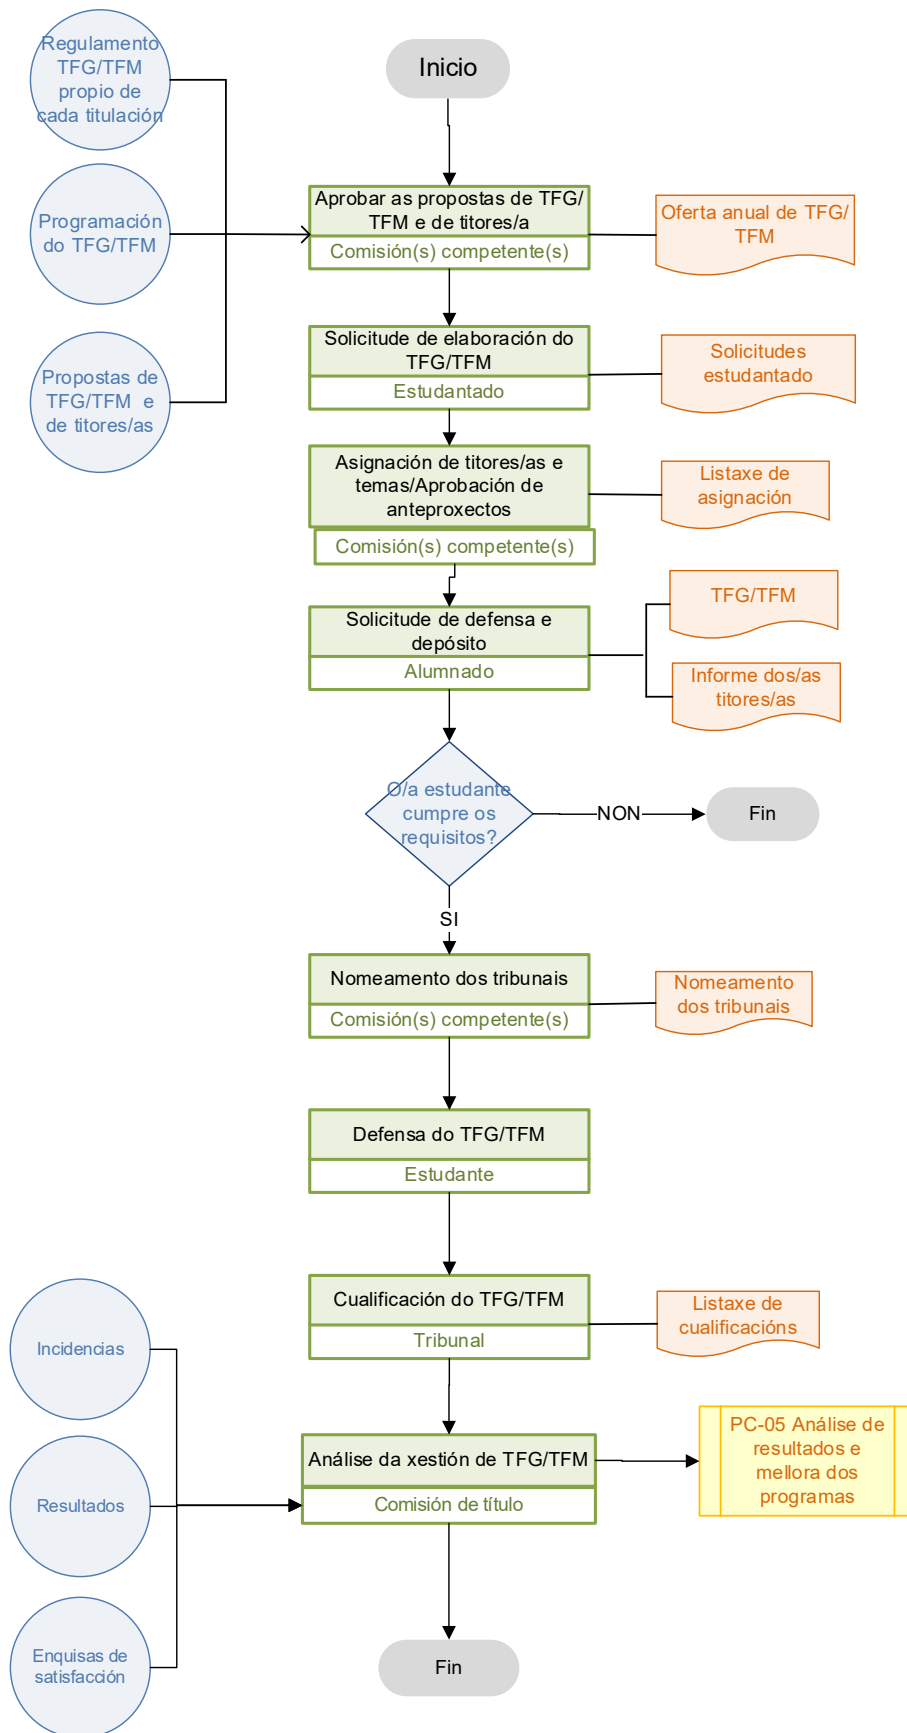 Regulamento
TFG/TFM
propio de
cada titulación
Inicio
Programación
do TFG/TFM
Aprobar as propostas de TFG/
TFM e de titores/a
Comisión(s) competente(s)
Oferta anual de TFG/
TFM
Propostas de
TFG/TFM e
de titores/as
Solicitude de elaboración do
TFG/TFM
Estudantado
Solicitudes
estudantado
Asignación de titores/as e
temas/Aprobación de
anteproxectos
Comisión(s) competente(s)
Listaxe de
asignación
Solicitude de defensa e
depósito
Alumnado
TFG/TFM
Informe dos/as
titores/as
O/a estudante
cumpre os
requisitos?
NON
Fin
SI
Nomeamento dos tribunais
Comisión(s) competente(s)
Nomeamento
dos tribunais
Defensa do TFG/TFM
Estudante
Cualificación do TFG/TFM
Tribunal
Listaxe de
cualificacións
Incidencias
Resultados
Enquisas de
satisfacción
Análise da xestión de TFG/TFM
Comisión de título
PC-05 Análise de
resultados e
mellora dos
programas
Fin